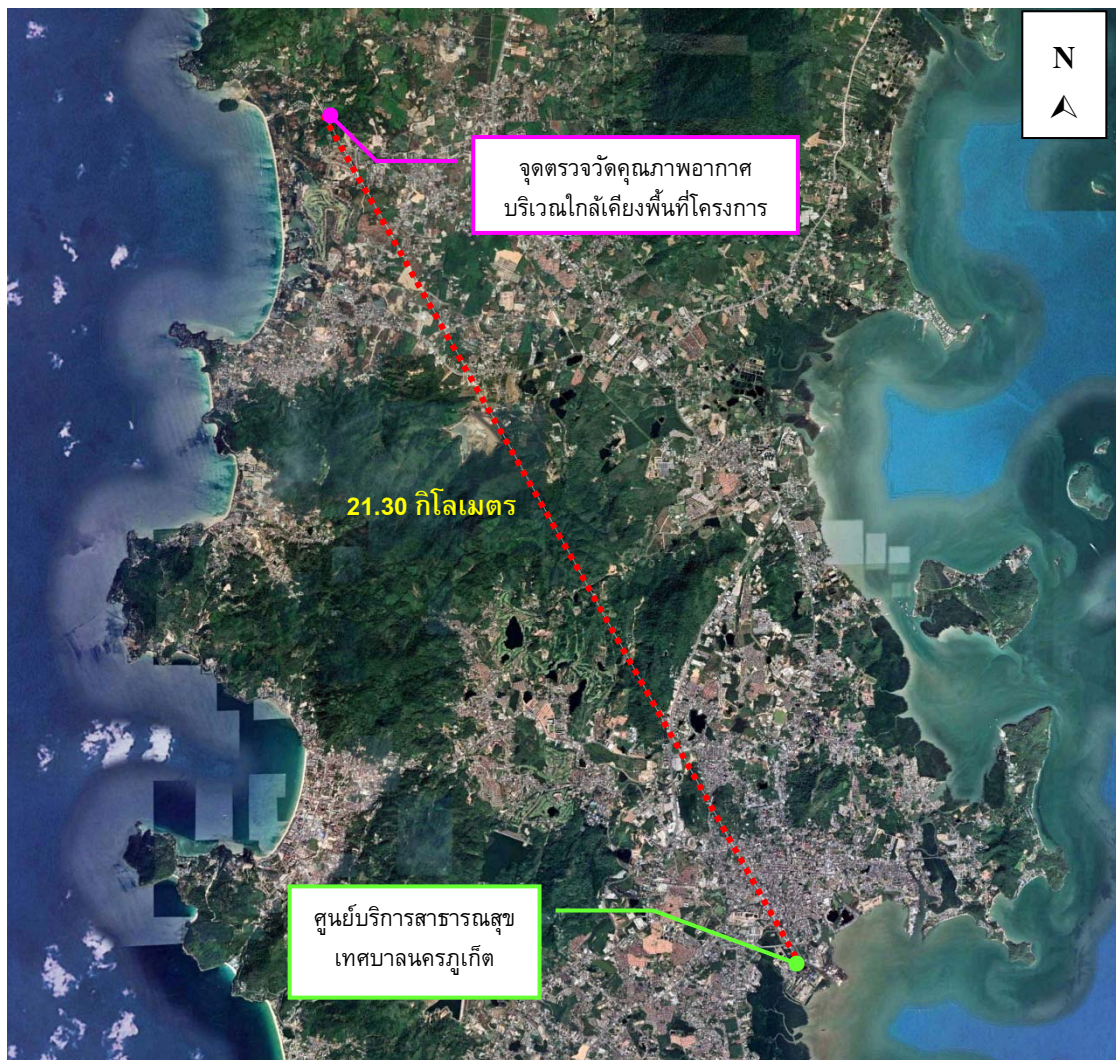 N
จุดตรวจวัดคุณภาพอากาศ
บริเวณใกล้เคียงพื้นที่โครงการ
21.30 กิโลเมตร
ศูนย์บริการสาธารณสุข
เทศบาลนครภูเก็ต